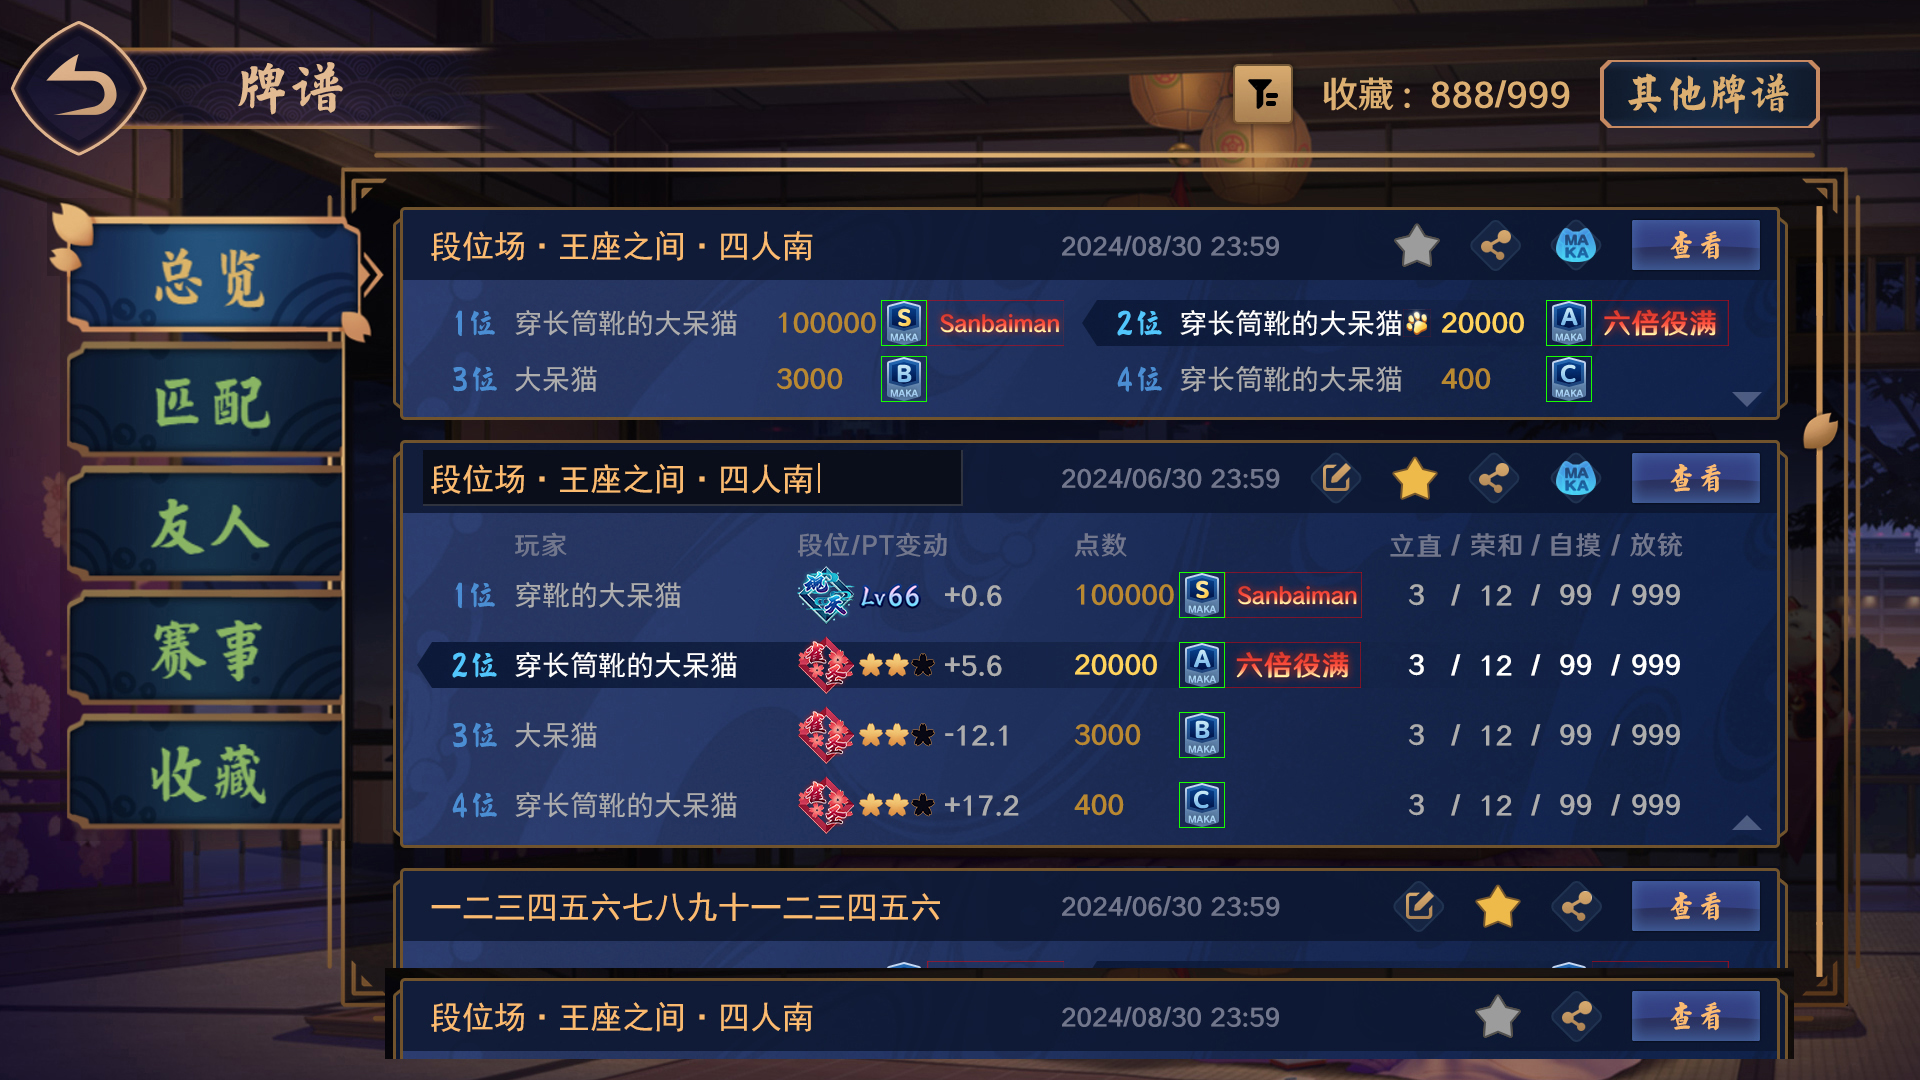 牌谱
收藏：888/999
其他牌谱
总览
匹配
友人
赛事
收藏
段位场·王座之间·四人南 2024/08/30 23:59 MAKA 查看
1位 穿长筒靴的大呆猫 100000 S MAKA Sanbaiman 2位 穿长筒靴的大呆猫 20000 A MAKA 六倍役满
3位 大呆猫 3000 B MAKA 4位 穿长筒靴的大呆猫 400 C MAKA
段位场·王座之间·四人南 2024/06/30 23:59 MAKA 查看
玩家 段位/PT变动 点数 立直 / 荣和 / 自摸 / 放铳
1位 穿靴的大呆猫 魂天 Lv66 +0.6 100000 S MAKA Sanbaiman 3 / 12 / 99 / 999
2位 穿长筒靴的大呆猫 雀圣 +5.6 20000 A MAKA 六倍役满 3 / 12 / 99 / 999
3位 大呆猫 雀圣 -12.1 3000 B MAKA 3 / 12 / 99 / 999
4位 穿长筒靴的大呆猫 雀圣 +17.2 400 C MAKA 3 / 12 / 99 / 999
一二三四五六七八九十一二三四五六 2024/06/30 23:59 查看
段位场·王座之间·四人南 2024/08/30 23:59 查看